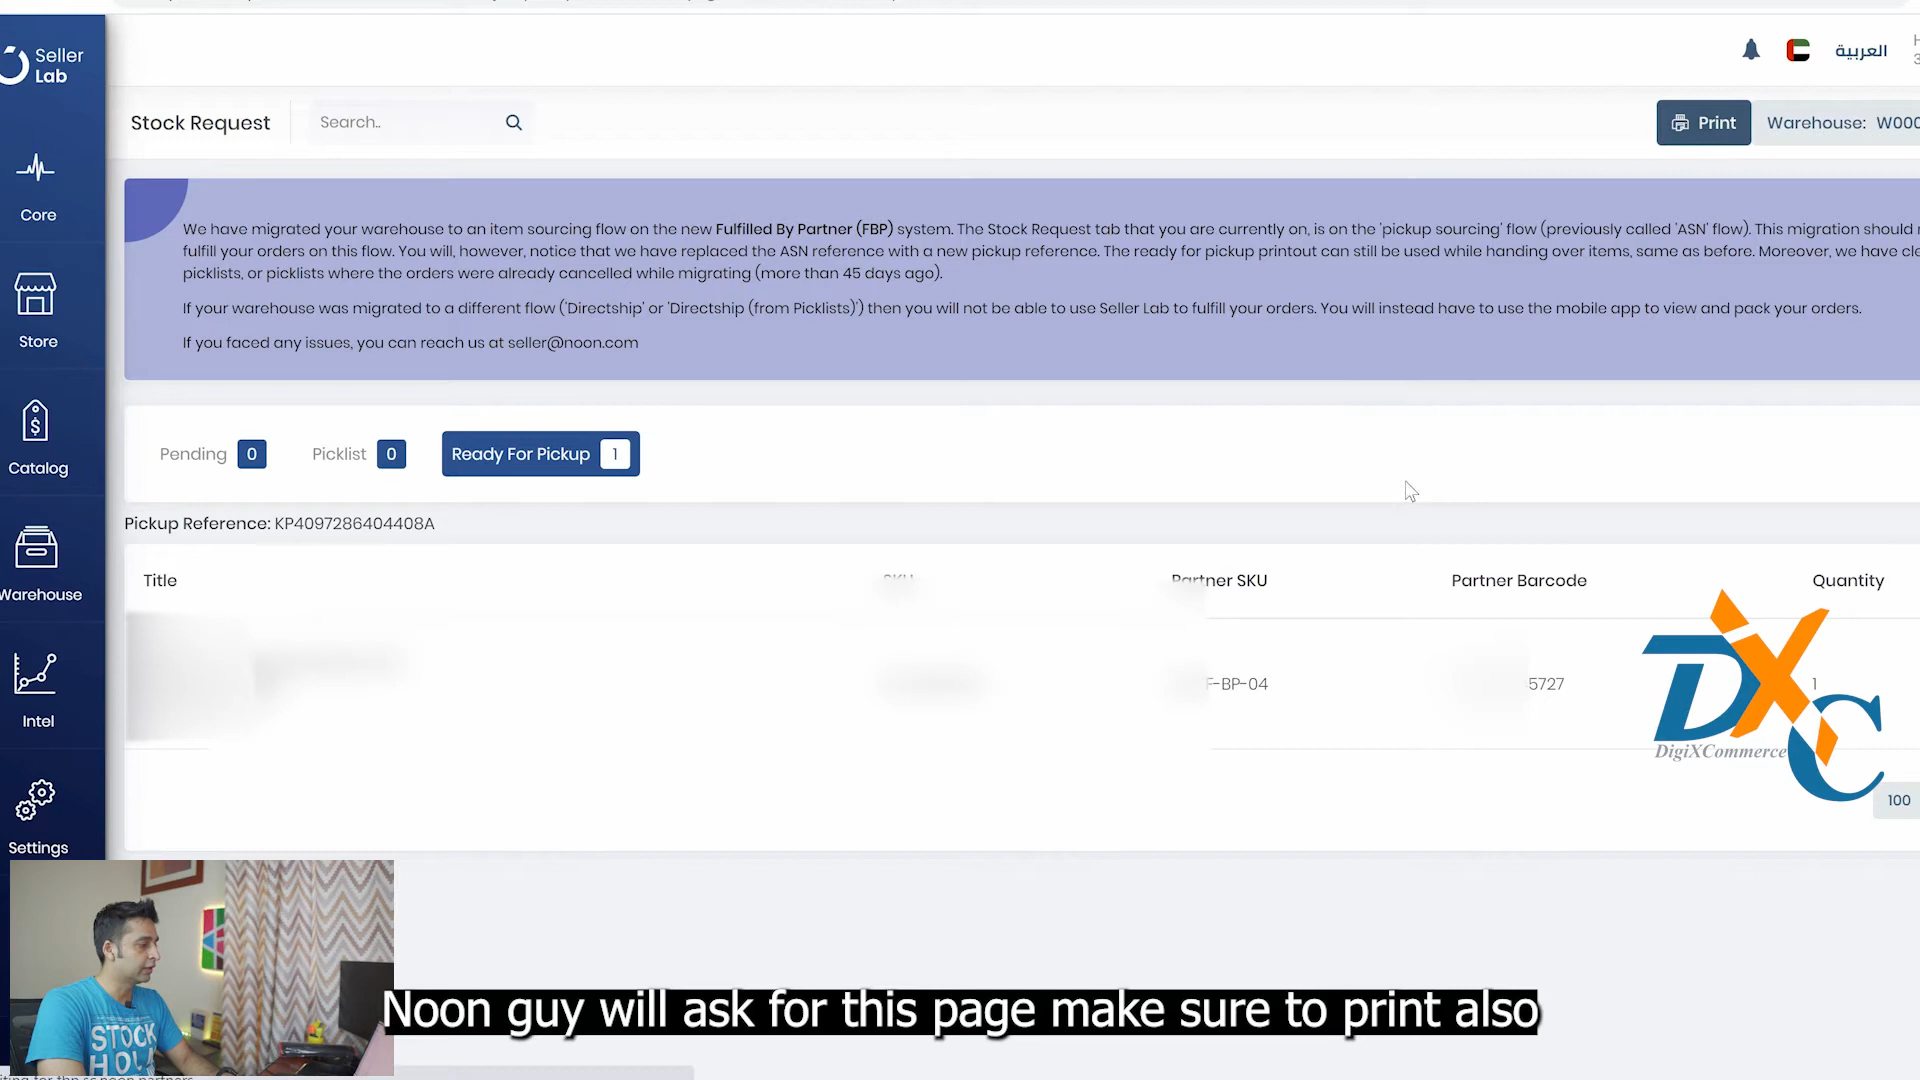 Seller
Lab
العربية
Stock Request
Search..
Print
Warehouse: W000
Core
We have migrated your warehouse to an item sourcing flow on the new Fulfilled By Partner (FBP) system. The Stock Request tab that you are currently on, is on the 'pickup sourcing' flow (previously called 'ASN' flow). This migration should
fulfill your orders on this flow. You will, however, notice that we have replaced the ASN reference with a new pickup reference. The ready for pickup printout can still be used while handing over items, same as before. Moreover, we have cle
picklists, or picklists where the orders were already cancelled while migrating (more than 45 days ago).
If your warehouse was migrated to a different flow ('Directship' or 'Directship (from Picklists)') then you will not be able to use Seller Lab to fulfill your orders. You will instead have to use the mobile app to view and pack your orders.
If you faced any issues, you can reach us at seller@noon.com
Store
Pending 0
Picklist 0
Ready For Pickup 1
Catalog
Pickup Reference: KP4097286404408A
Title
Partner SKU
Partner Barcode
Quantity
Warehouse
F-BP-04
5727
1
DXC
DigiXCommerce
Intel
100
Settings
STOCK
HOL
Noon guy will ask for this page make sure to print also